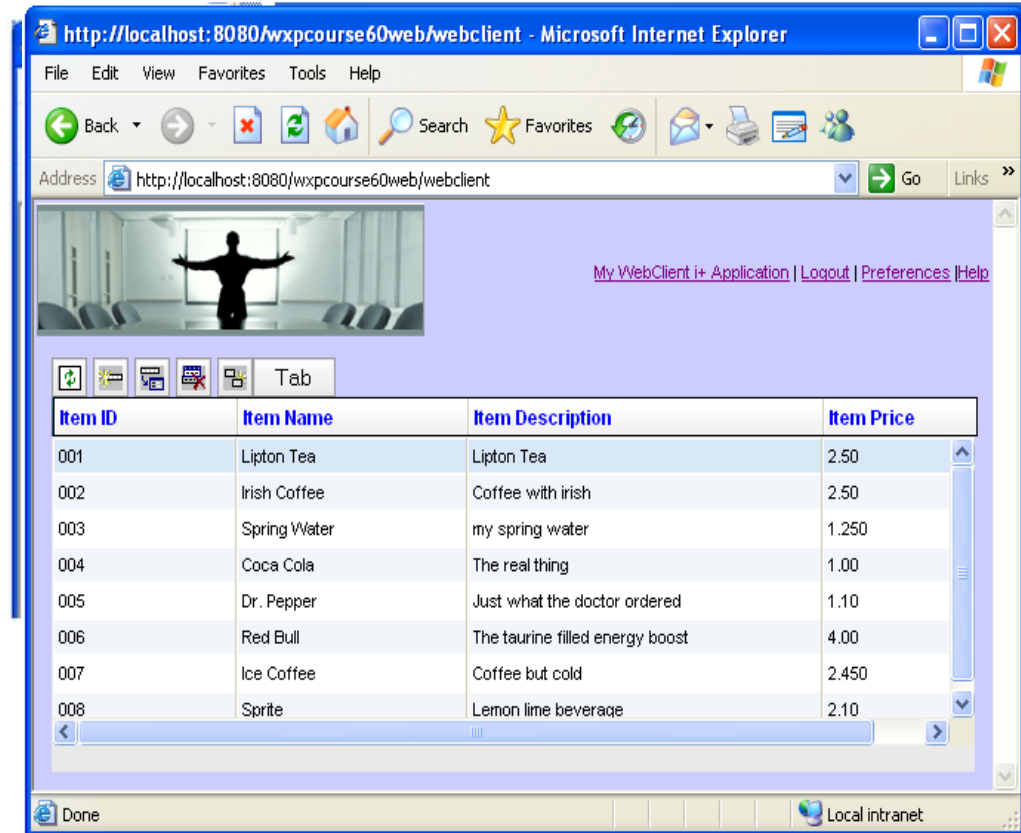 http://localhost:8080/wxpcourse60web/webclient - Microsoft Internet Explorer
File Edit View Favorites Tools Help
Back Search Favorites
Address http://localhost:8080/wxpcourse60web/webclient Go Links »
My WebClient i+ Application | Logout | Preferences |Help
Tab
Item ID Item Name Item Description Item Price
001 Lipton Tea Lipton Tea 2.50
002 Irish Coffee Coffee with irish 2.50
003 Spring Water my spring water 1.250
004 Coca Cola The real thing 1.00
005 Dr. Pepper Just what the doctor ordered 1.10
006 Red Bull The taurine filled energy boost 4.00
007 Ice Coffee Coffee but cold 2.450
008 Sprite Lemon lime beverage 2.10
Done Local intranet